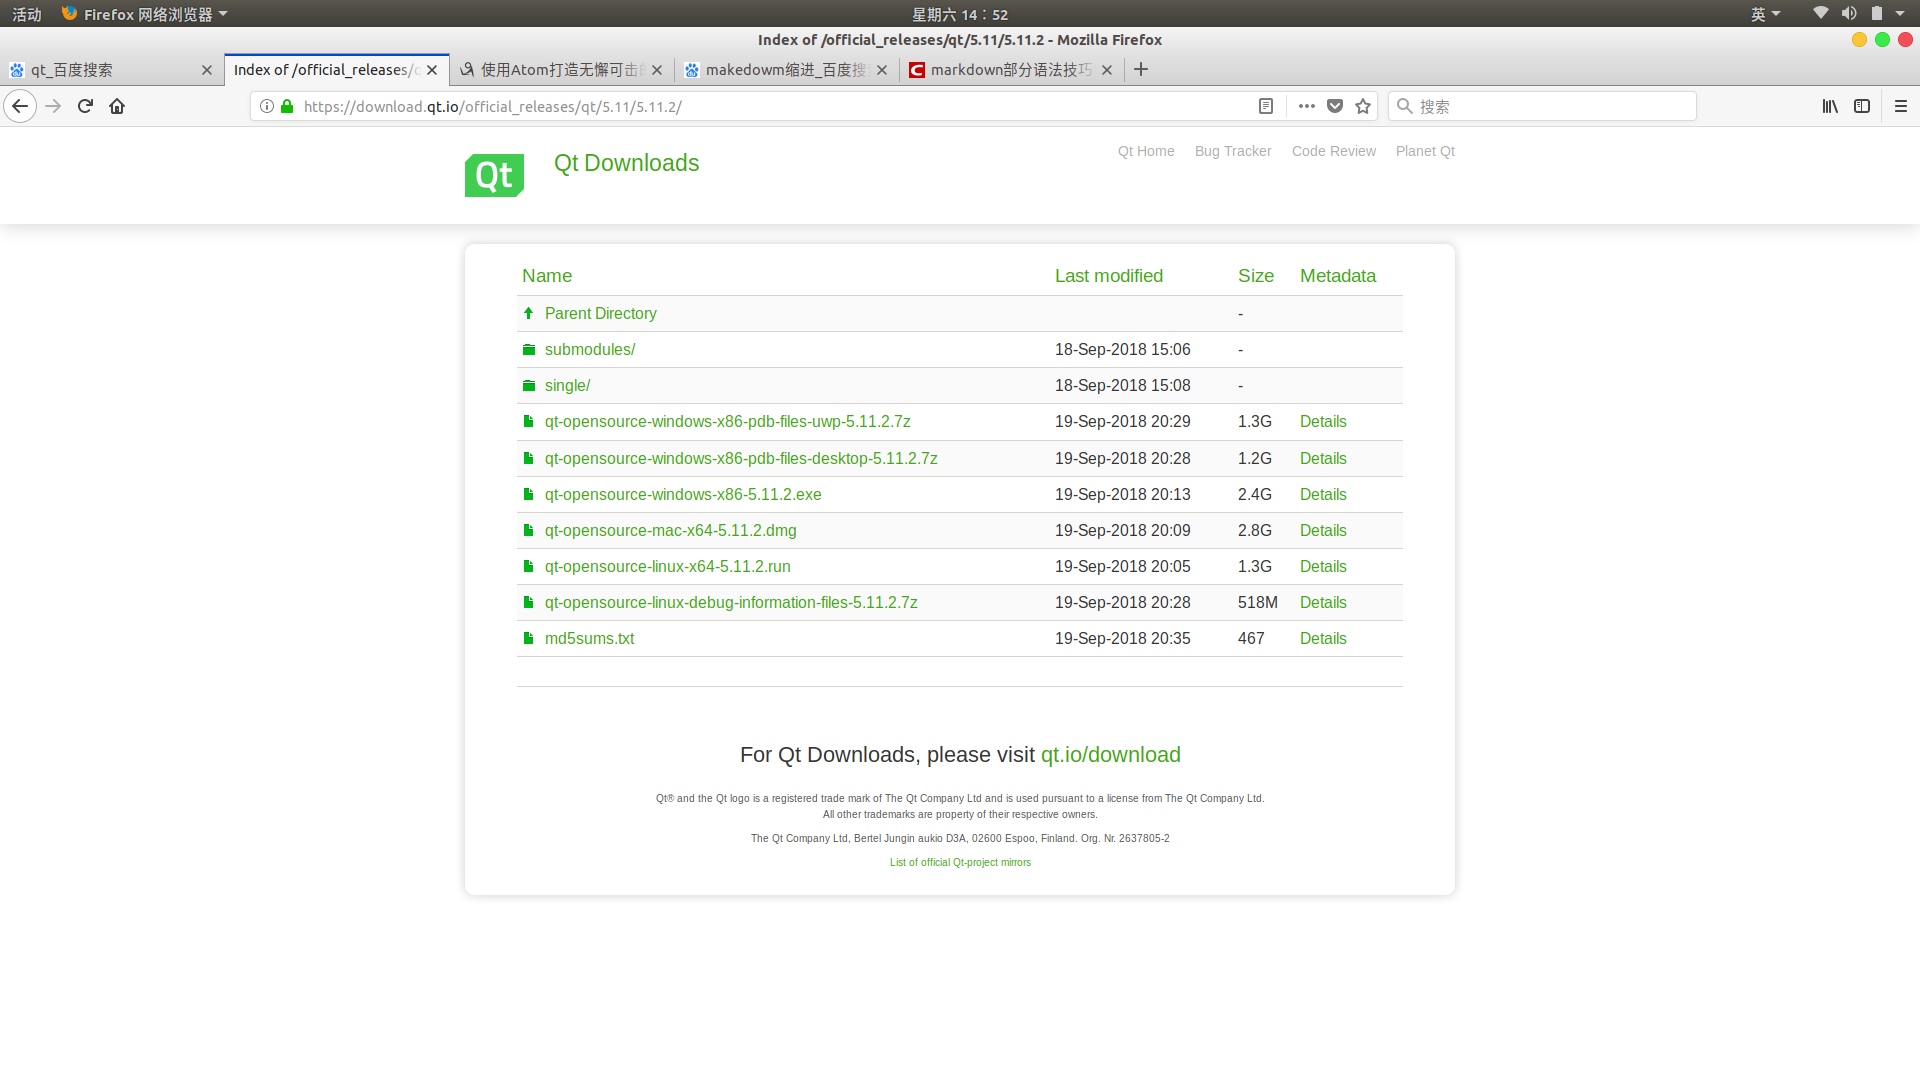 活动 Firefox 网络浏览器 星期六 14：52 英
Index of /official_releases/qt/5.11/5.11.2 - Mozilla Firefox
qt_百度搜索 Index of /official_releases/q 使用Atom打造无懈可击的 makedowm缩进_百度搜 markdown部分语法技巧
https://download.qt.io/official_releases/qt/5.11/5.11.2/ 搜索
Qt Qt Downloads Qt Home Bug Tracker Code Review Planet Qt
Name Last modified Size Metadata
Parent Directory -
submodules/ 18-Sep-2018 15:06 -
single/ 18-Sep-2018 15:08 -
qt-opensource-windows-x86-pdb-files-uwp-5.11.2.7z 19-Sep-2018 20:29 1.3G Details
qt-opensource-windows-x86-pdb-files-desktop-5.11.2.7z 19-Sep-2018 20:28 1.2G Details
qt-opensource-windows-x86-5.11.2.exe 19-Sep-2018 20:13 2.4G Details
qt-opensource-mac-x64-5.11.2.dmg 19-Sep-2018 20:09 2.8G Details
qt-opensource-linux-x64-5.11.2.run 19-Sep-2018 20:05 1.3G Details
qt-opensource-linux-debug-information-files-5.11.2.7z 19-Sep-2018 20:28 518M Details
md5sums.txt 19-Sep-2018 20:35 467 Details
For Qt Downloads, please visit qt.io/download
Qt® and the Qt logo is a registered trade mark of The Qt Company Ltd and is used pursuant to a license from The Qt Company Ltd.
All other trademarks are property of their respective owners.
The Qt Company Ltd, Bertel Jungin aukio D3A, 02600 Espoo, Finland. Org. Nr. 2637805-2
List of official Qt-project mirrors